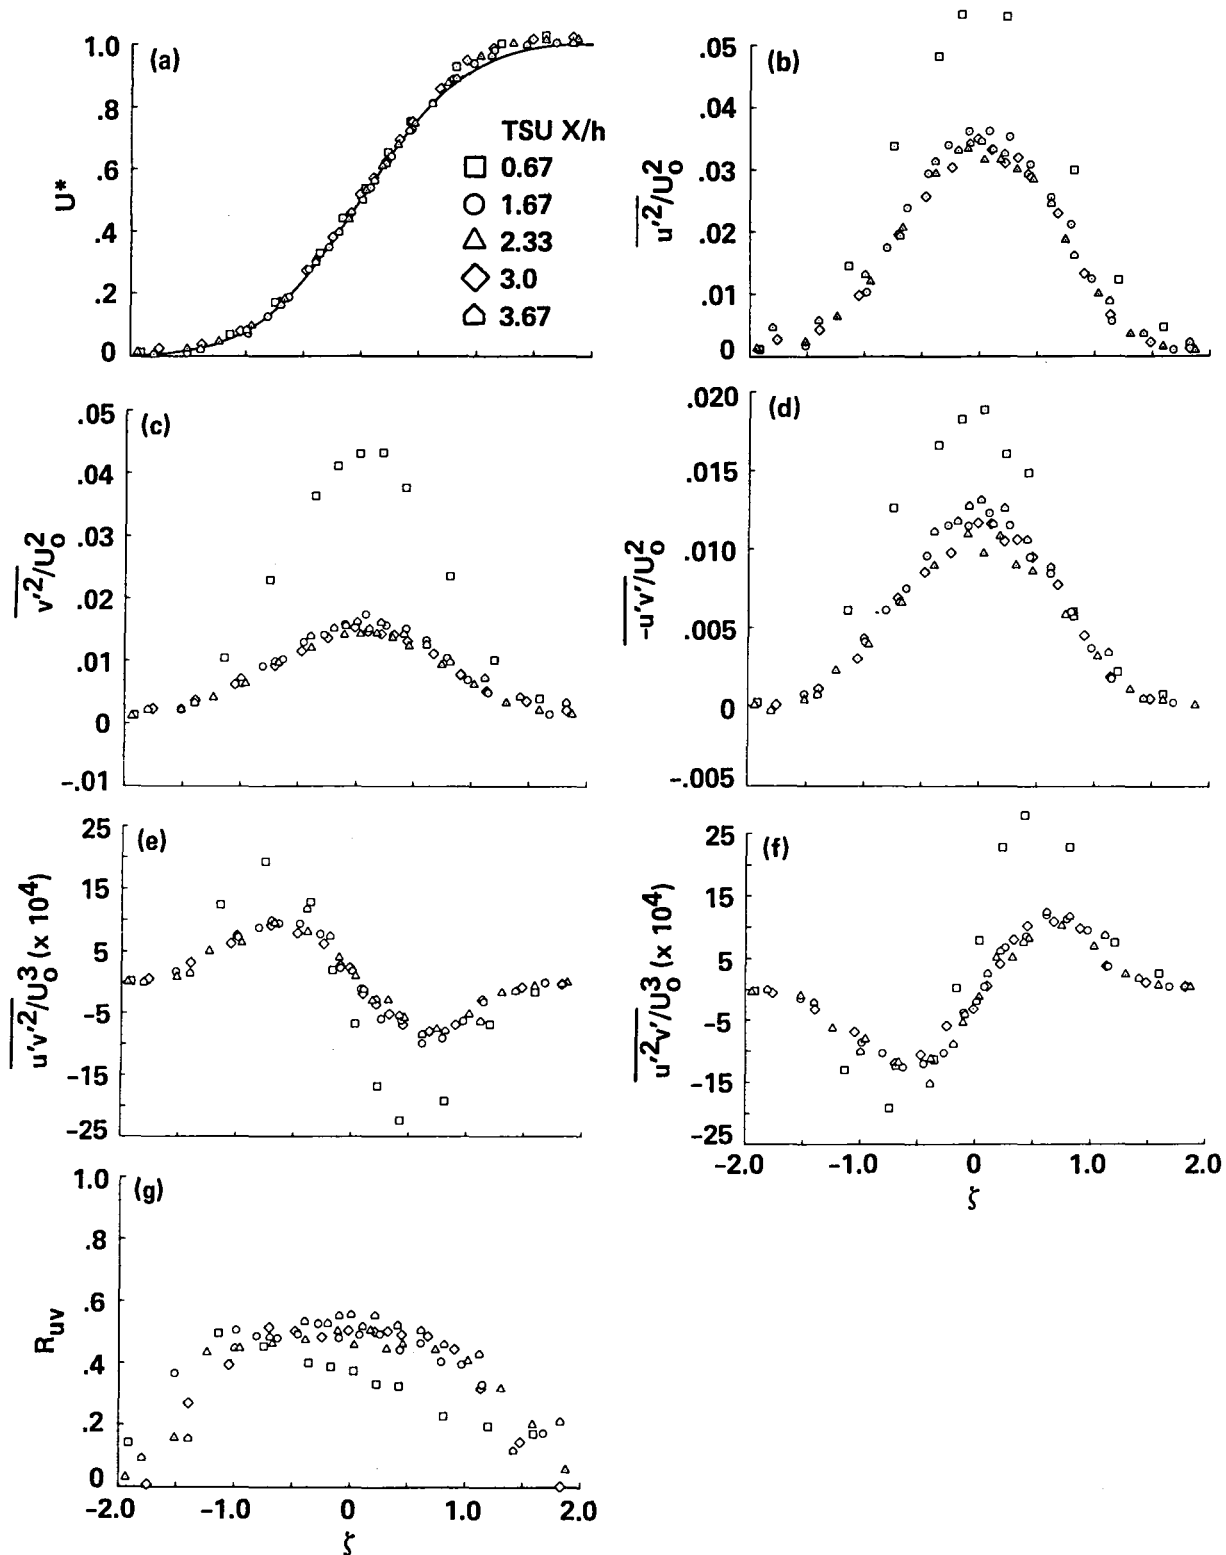 (a)
1.0
.8
.6
.4
.2
0
U*
TSU X/h
0.67
1.67
2.33
3.0
3.67
(b)
.05
.04
.03
.02
.01
0
u′²/U₀²
(c)
.05
.04
.03
.02
.01
0
−.01
v′²/U₀²
(d)
.020
.015
.010
.005
0
−.005
−u′v′/U₀²
(e)
25
15
5
−5
−15
−25
u′v′²/U₀³ (x 10⁴)
(f)
25
15
5
−5
−15
−25
u′²v′/U₀³ (x 10⁴)
−2.0 −1.0 0 1.0 2.0
ζ
(g)
1.0
.8
.6
.4
.2
0
Ruv
−2.0 −1.0 0 1.0 2.0
ζ